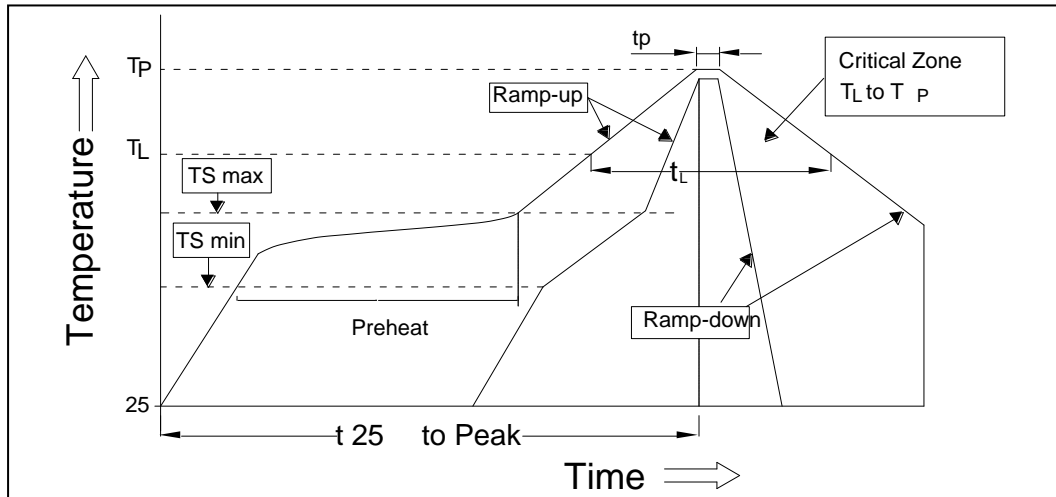 tp
TP
Critical Zone
TL to T P
Ramp-up
TL
tL
TS max
TS min
Preheat
Ramp-down
25
t 25 to Peak
Time
Temperature